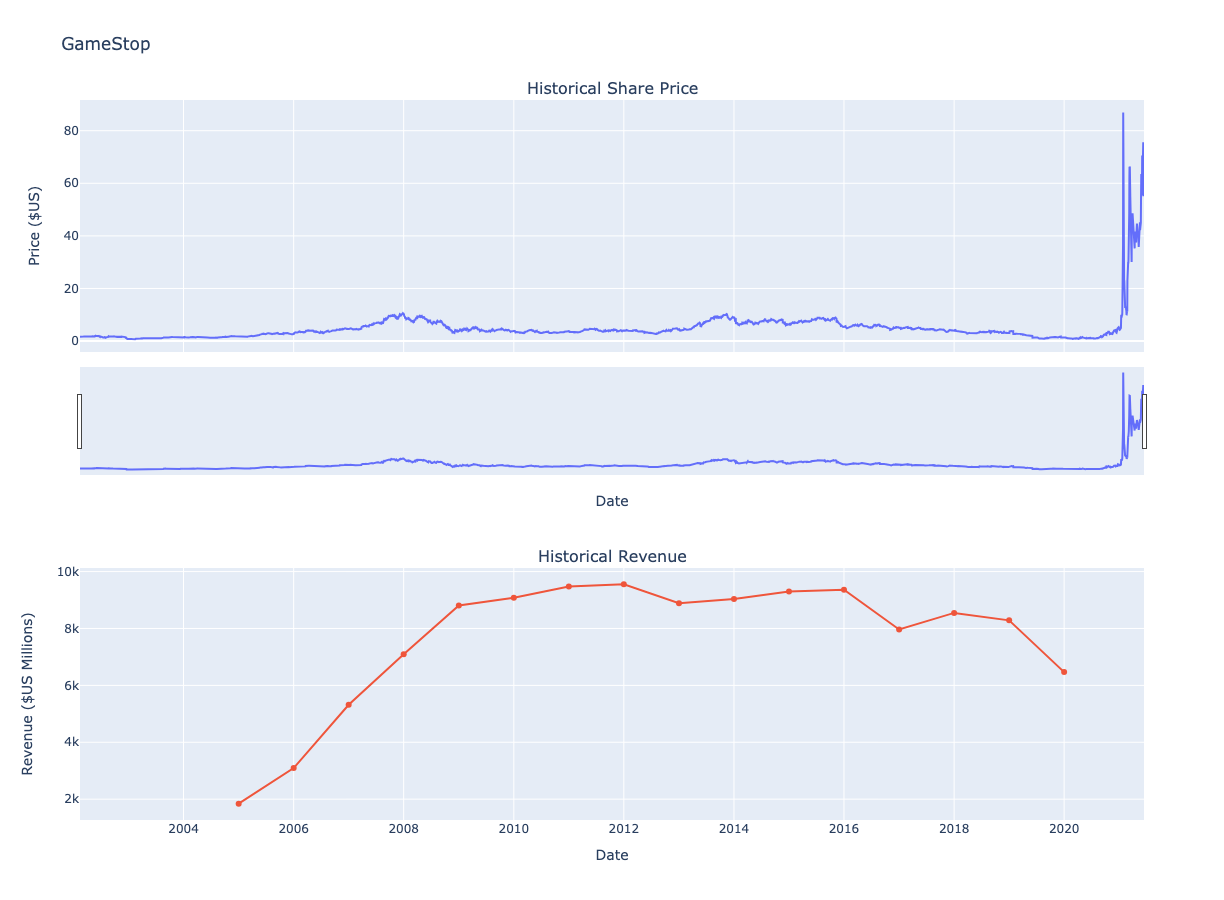 GameStop
Historical Share Price
80
60
40
20
0
Price ($US)
Date
Historical Revenue
10k
8k
6k
4k
2k
Revenue ($US Millions)
2004 2006 2008 2010 2012 2014 2016 2018 2020
Date